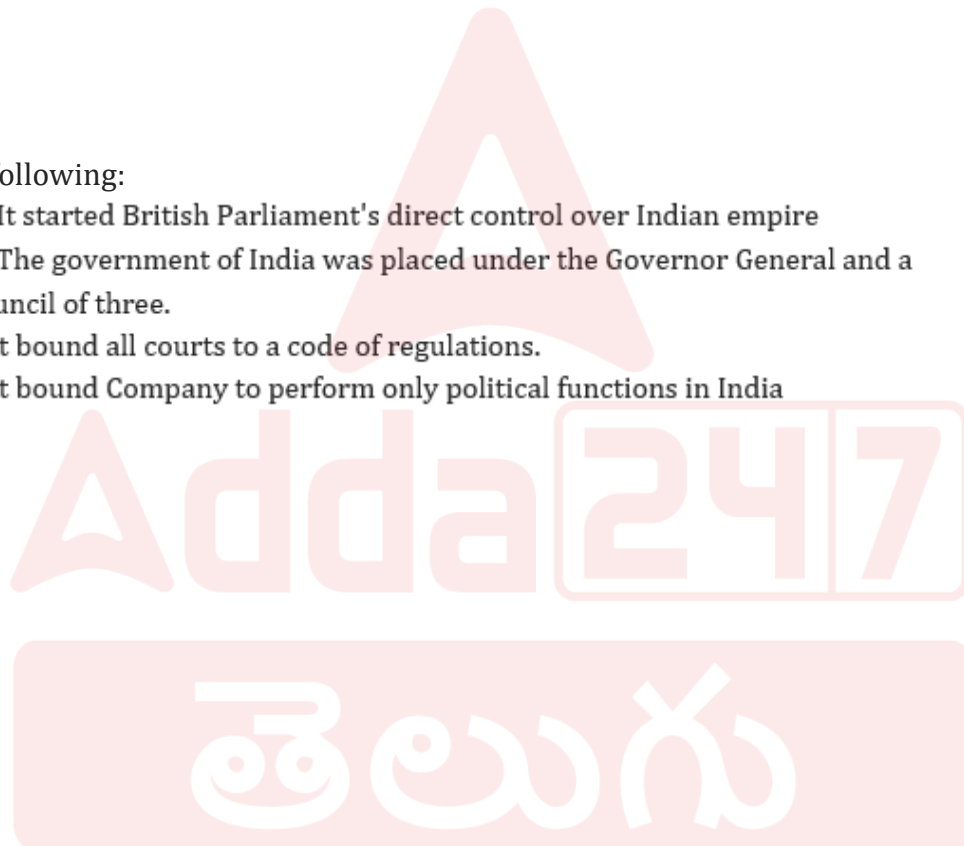 ollowing:
It started British Parliament's direct control over Indian empire
The government of India was placed under the Governor General and a
uncil of three.
t bound all courts to a code of regulations.
t bound Company to perform only political functions in India
Adda247
తెలుగు